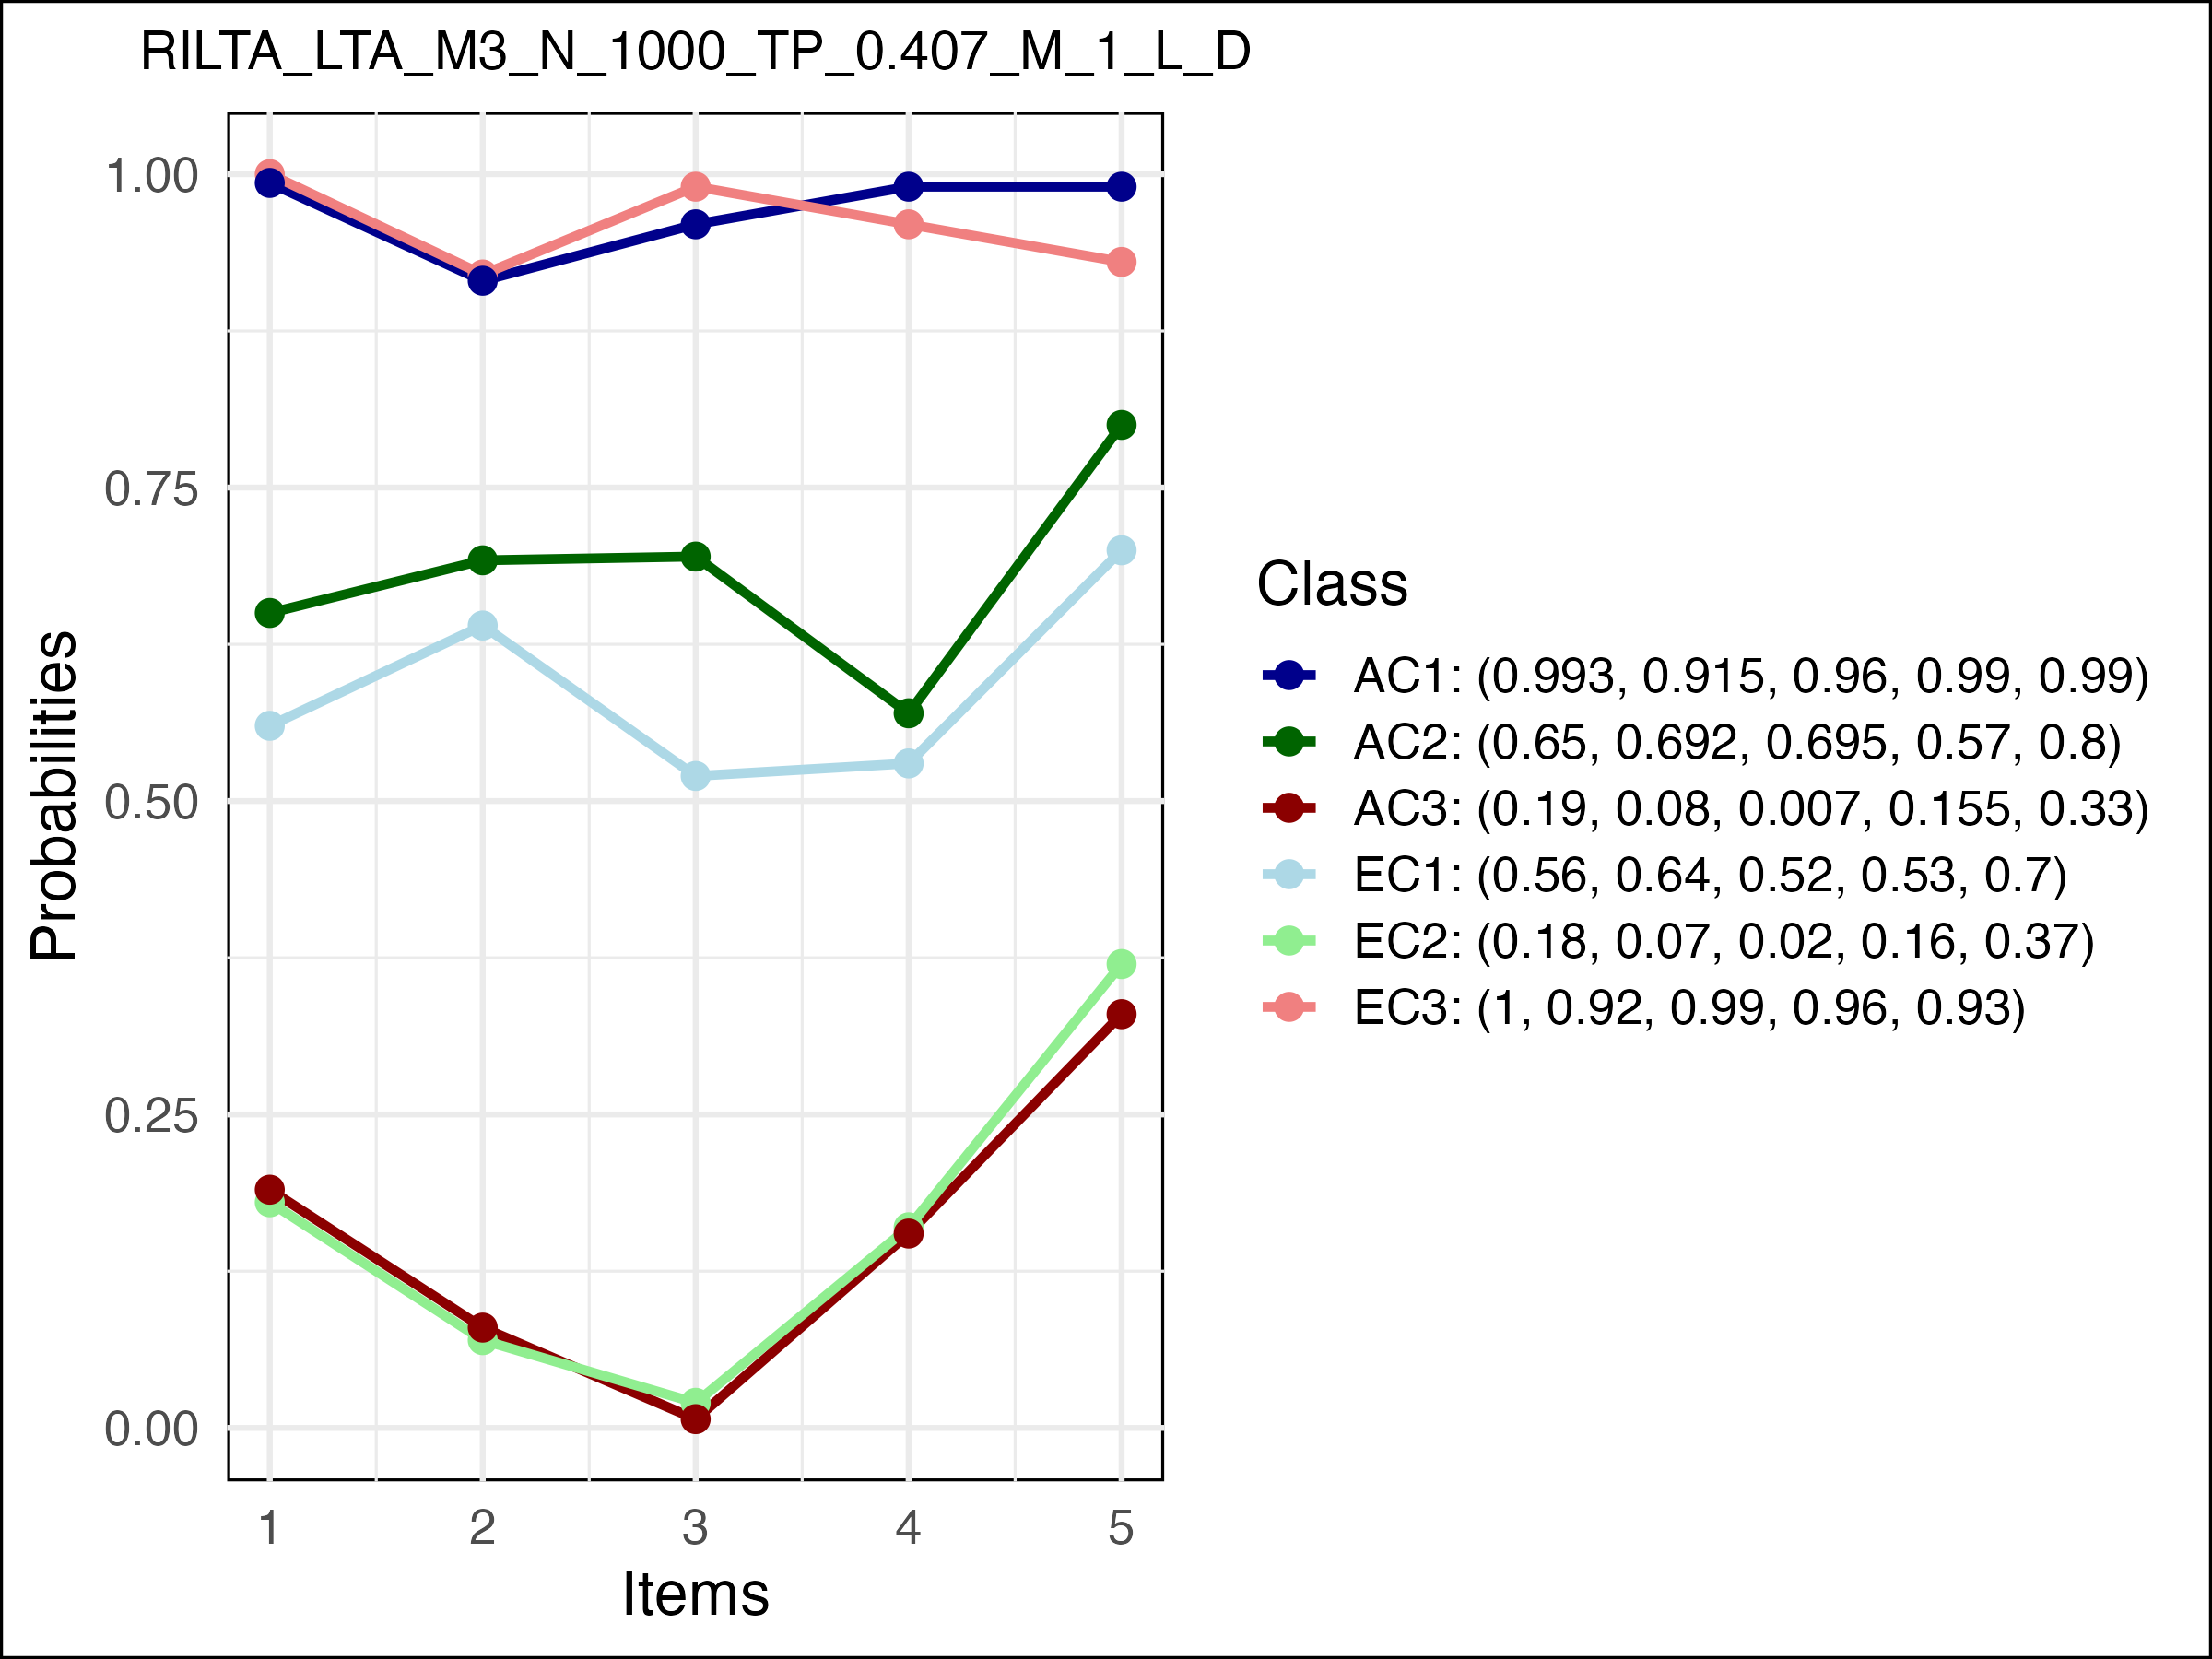 RILTA_LTA_M3_N_1000_TP_0.407_M_1_L_D
1.00
0.75
0.50
0.25
0.00
Probabilities
1 2 3 4 5
Items
Class
AC1: (0.993, 0.915, 0.96, 0.99, 0.99)
AC2: (0.65, 0.692, 0.695, 0.57, 0.8)
AC3: (0.19, 0.08, 0.007, 0.155, 0.33)
EC1: (0.56, 0.64, 0.52, 0.53, 0.7)
EC2: (0.18, 0.07, 0.02, 0.16, 0.37)
EC3: (1, 0.92, 0.99, 0.96, 0.93)